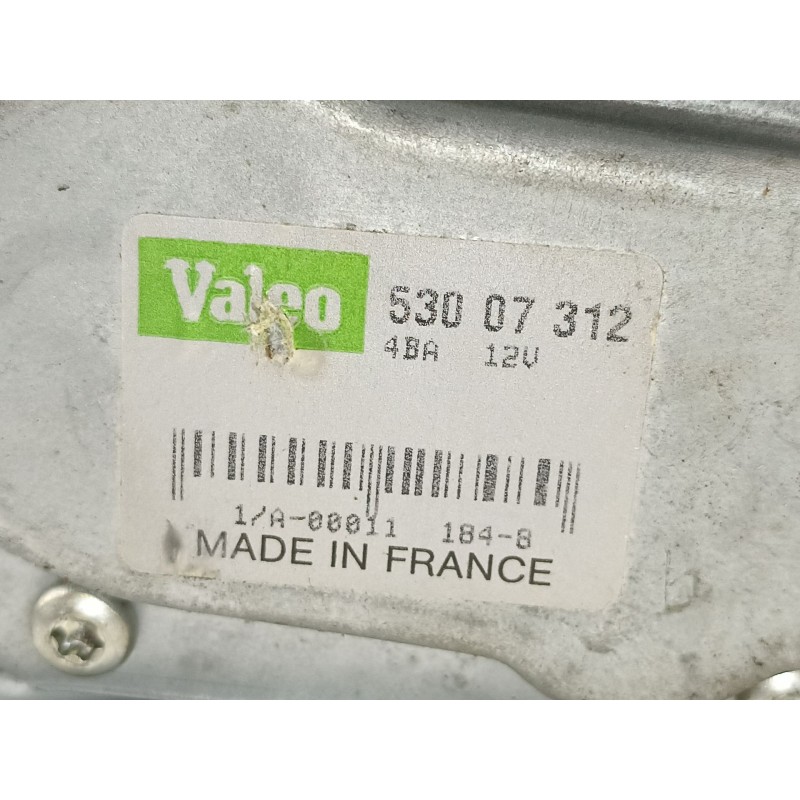 Valeo
530 07 312
4BA 12V
1/A-00011 184-8
MADE IN FRANCE